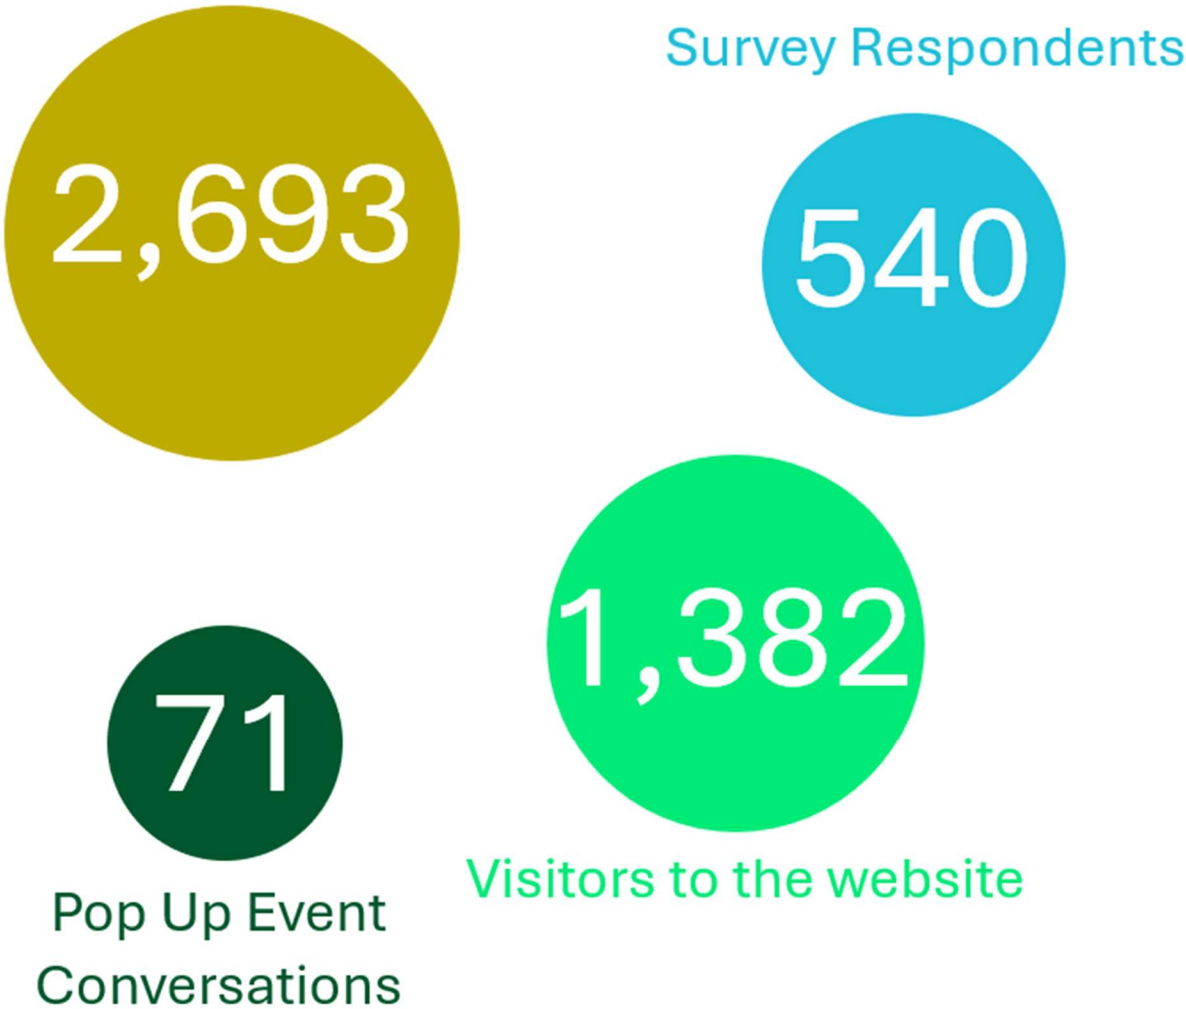 2,693
Survey Respondents
540
1,382
Visitors to the website
71
Pop Up Event
Conversations